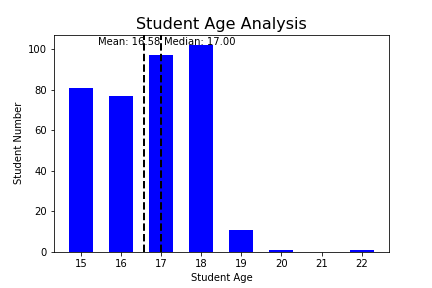 Student Age Analysis
Mean: 16.58 Median: 17.00
100
80
60
40
20
0
Student Number
15 16 17 18 19 20 21 22
Student Age